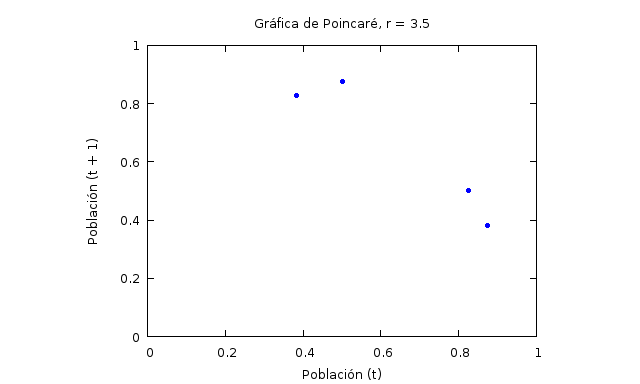 Gráfica de Poincaré, r = 3.5
1
0.8
0.6
0.4
0.2
0
Población (t + 1)
0 0.2 0.4 0.6 0.8 1
Población (t)